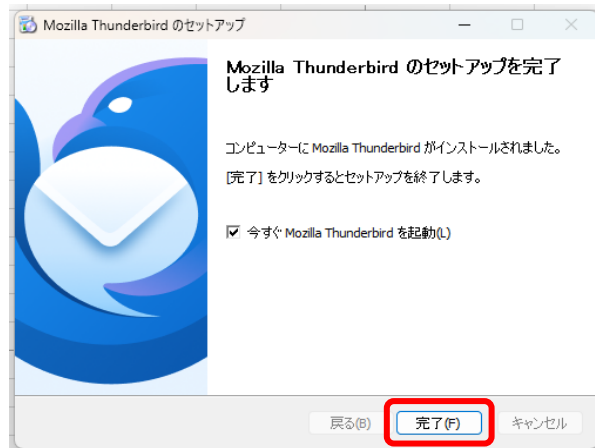 Mozilla Thunderbird のセットアップ
Mozilla Thunderbird のセットアップを完了
します
コンピューターに Mozilla Thunderbird がインストールされました。
[完了] をクリックするとセットアップを終了します。
今すぐ Mozilla Thunderbird を起動(L)
戻る(B)
完了(F)
キャンセル